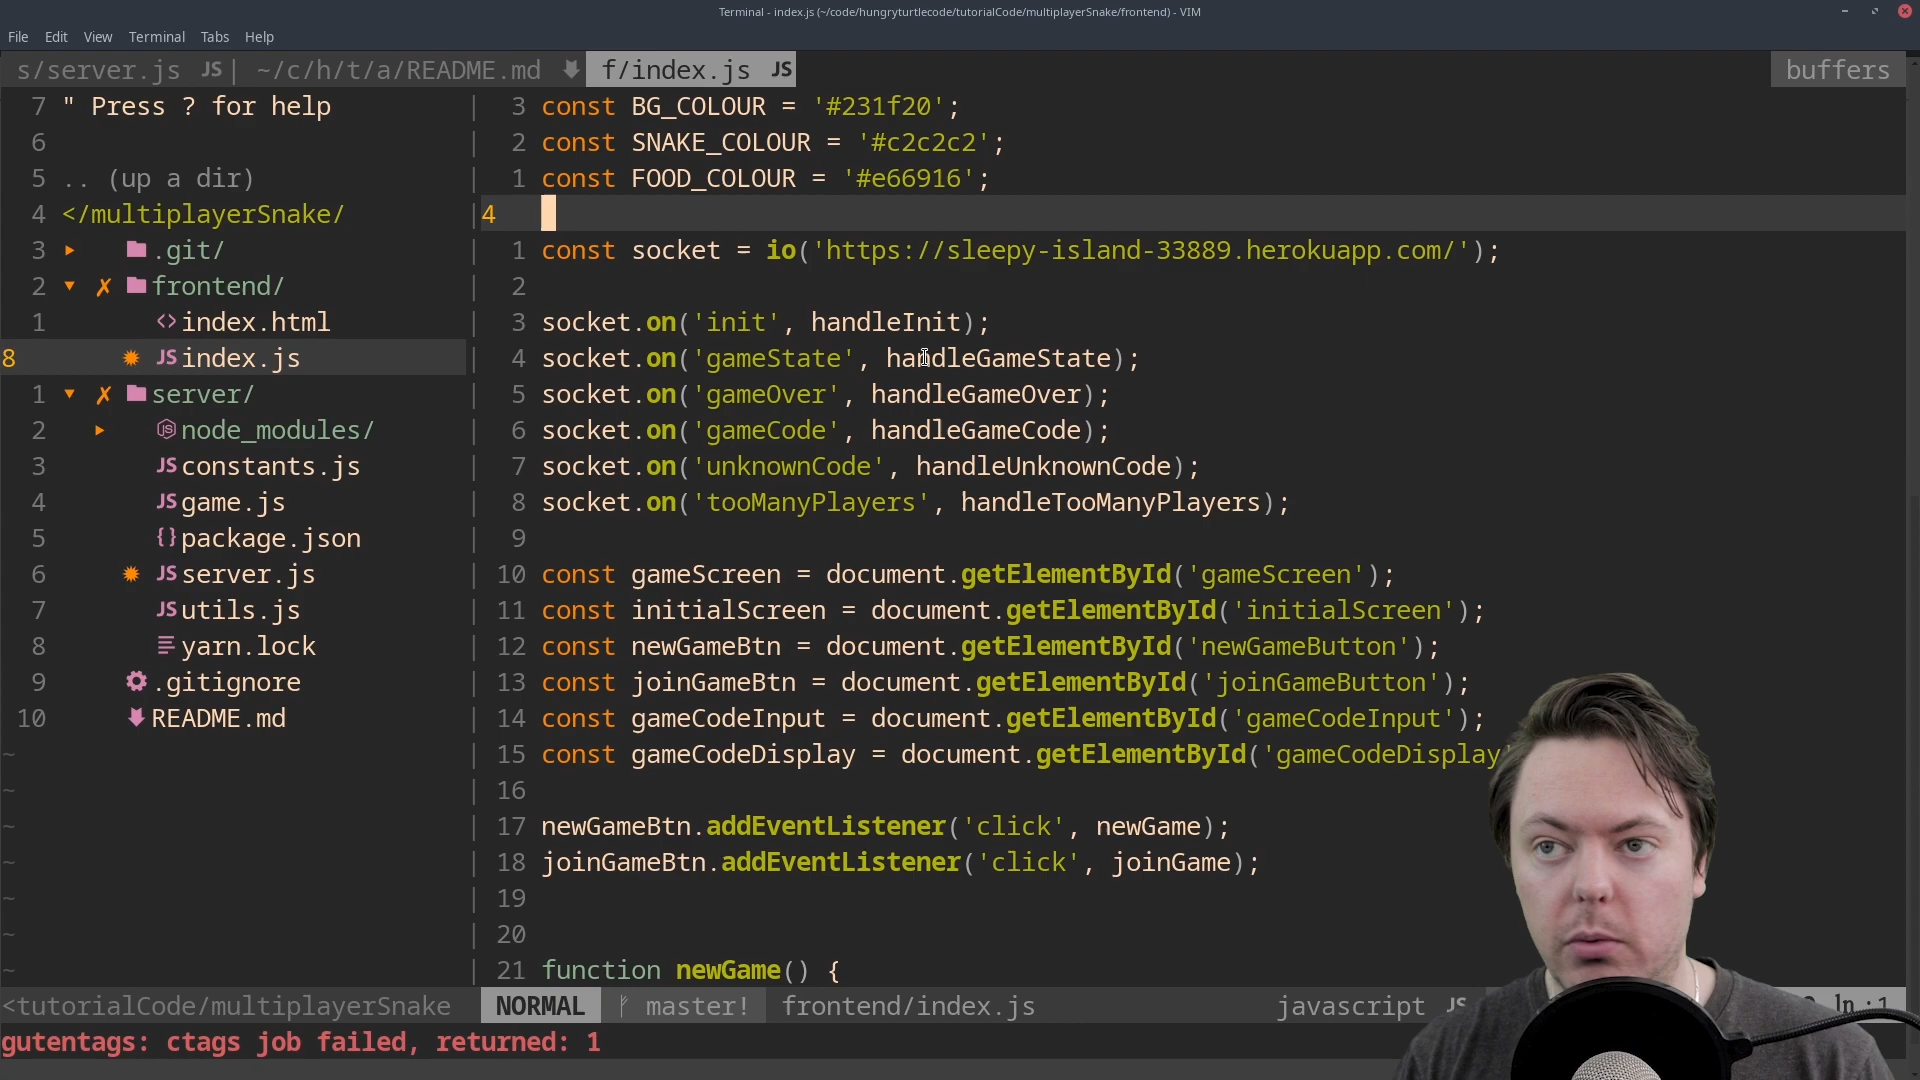 Terminal - index.js (~/code/hungryturtlecode/tutorialCode/multiplayerSnake/frontend) - VIM
File Edit View Terminal Tabs Help
s/server.js JS | ~/c/h/t/a/README.md f/index.js JS buffers
7 " Press ? for help
6
5 .. (up a dir)
4 </multiplayerSnake/
3 .git/
2 frontend/
1 index.html
8 JS index.js
1 server/
2 JS node_modules/
3 JS constants.js
4 JS game.js
5 {} package.json
6 JS server.js
7 JS utils.js
8 yarn.lock
9 .gitignore
10 README.md
~
~
~
~
~
~
~
3 const BG_COLOUR = '#231f20';
2 const SNAKE_COLOUR = '#c2c2c2';
1 const FOOD_COLOUR = '#e66916';
4
1 const socket = io('https://sleepy-island-33889.herokuapp.com/');
2
3 socket.on('init', handleInit);
4 socket.on('gameState', handleGameState);
5 socket.on('gameOver', handleGameOver);
6 socket.on('gameCode', handleGameCode);
7 socket.on('unknownCode', handleUnknownCode);
8 socket.on('tooManyPlayers', handleTooManyPlayers);
9
10 const gameScreen = document.getElementById('gameScreen');
11 const initialScreen = document.getElementById('initialScreen');
12 const newGameBtn = document.getElementById('newGameButton');
13 const joinGameBtn = document.getElementById('joinGameButton');
14 const gameCodeInput = document.getElementById('gameCodeInput');
15 const gameCodeDisplay = document.getElementById('gameCodeDisplay'
16
17 newGameBtn.addEventListener('click', newGame);
18 joinGameBtn.addEventListener('click', joinGame);
19
20
21 function newGame() {
<tutorialCode/multiplayerSnake NORMAL master! frontend/index.js javascript JS ln :1
gutentags: ctags job failed, returned: 1